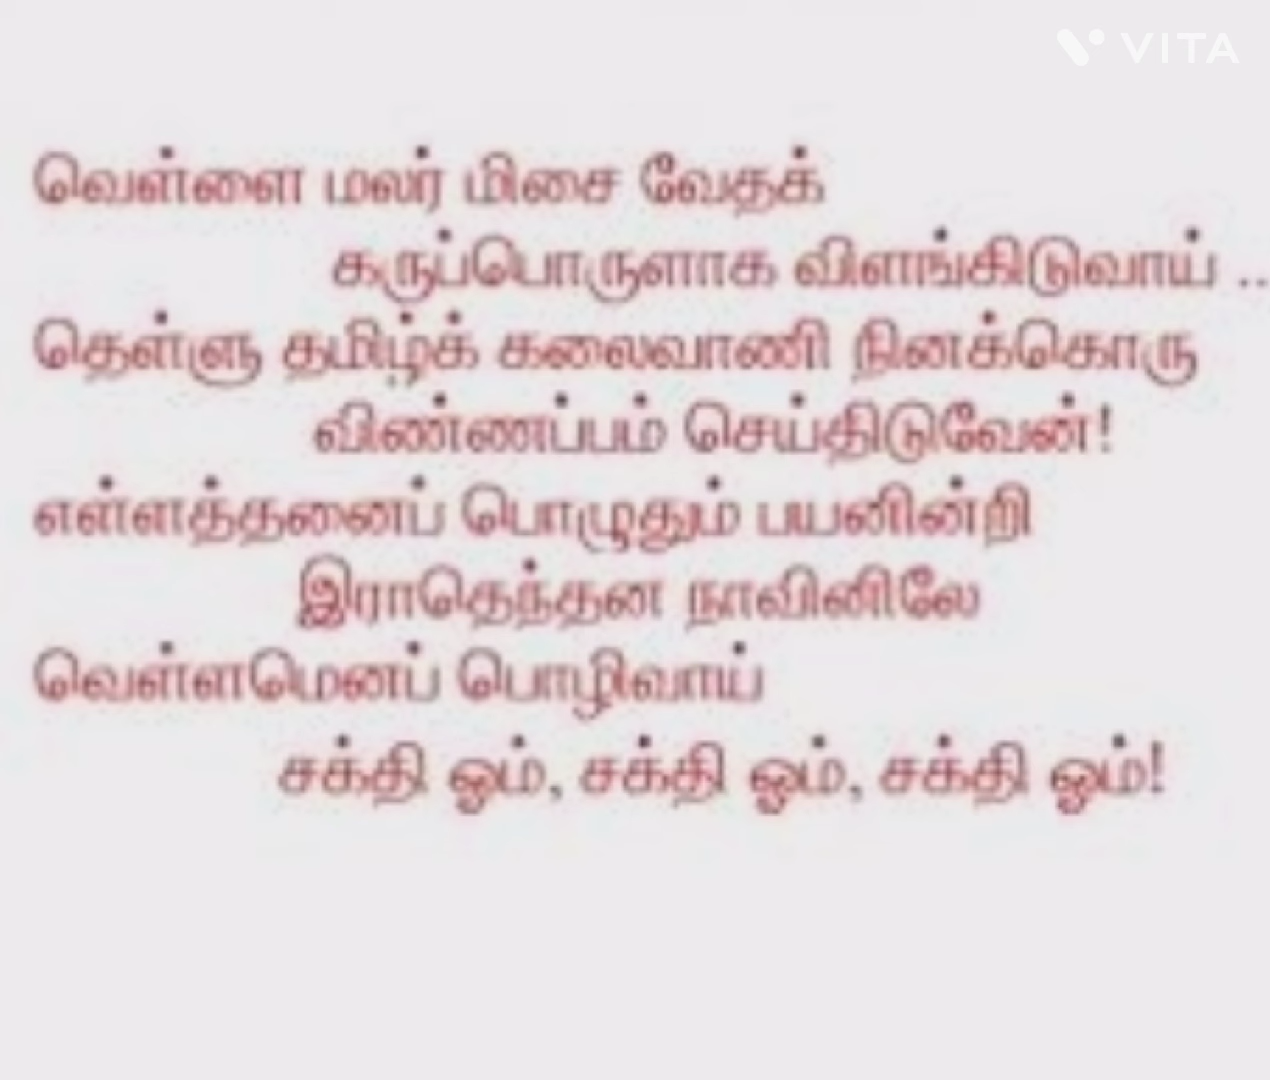 VITA
வெள்ளை மலர் மிசை வேதக்
கருப்பொருளாக விளங்கிடுவாய் ..
தெள்ளு தமிழ்க் கலைவாணி நினக்கொரு
விண்ணப்பம் செய்திடுவேன்!
எள்ளத்தனைப் பொழுதும் பயனின்றி
இராதெந்தன நாவினிலே
வெள்ளமெனப் பொழிவாய்
சக்தி ஓம், சக்தி ஓம், சக்தி ஓம்!